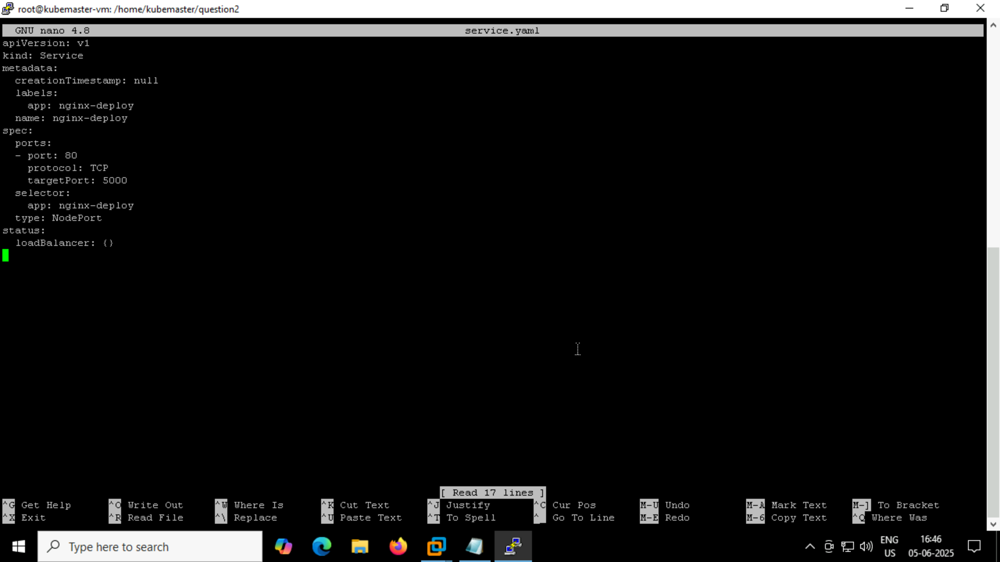 root@kubemaster-vm: /home/kubemaster/question2
GNU nano 4.8 service.yaml
apiVersion: v1
kind: Service
metadata:
  creationTimestamp: null
  labels:
    app: nginx-deploy
  name: nginx-deploy
spec:
  ports:
  - port: 80
    protocol: TCP
    targetPort: 5000
  selector:
    app: nginx-deploy
  type: NodePort
status:
  loadBalancer: {}
[ Read 17 lines ]
^G Get Help ^O Write Out ^W Where Is ^K Cut Text ^J Justify ^C Cur Pos M-U Undo M-A Mark Text M-] To Bracket
^X Exit ^R Read File ^\ Replace ^U Paste Text ^T To Spell ^_ Go To Line M-E Redo M-6 Copy Text ^Q Where Was
Type here to search
ENG
US
16:46
05-06-2025